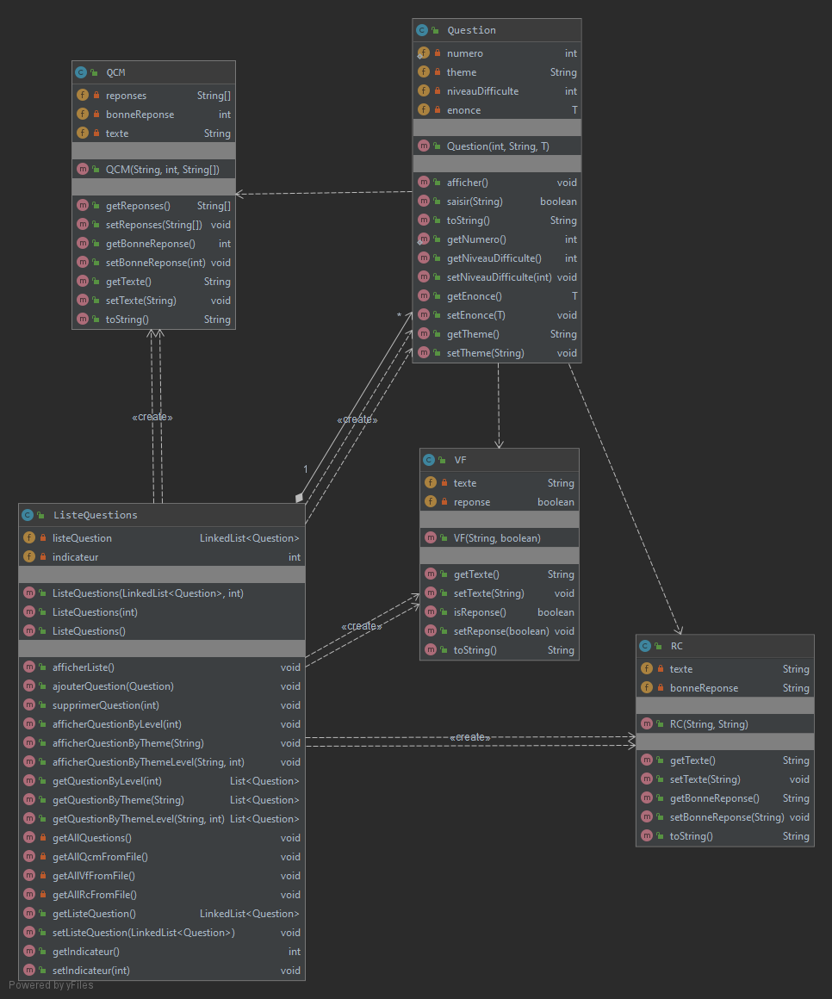 Question
numero int
theme String
niveauDifficulte int
enonce T
Question(int, String, T)
afficher() void
saisir(String) boolean
toString() String
getNumero() int
getNiveauDifficulte() int
setNiveauDifficulte(int) void
getEnonce() T
setEnonce(T) void
getTheme() String
setTheme(String) void
QCM
reponses String[]
bonneReponse int
texte String
QCM(String, int, String[])
getReponses() String[]
setReponses(String[]) void
getBonneReponse() int
setBonneReponse(int) void
getTexte() String
setTexte(String) void
toString() String
*
«create»
«create»
1
VF
texte String
reponse boolean
VF(String, boolean)
getTexte() String
setTexte(String) void
isReponse() boolean
setReponse(boolean) void
toString() String
ListeQuestions
listeQuestion LinkedList<Question>
indicateur int
ListeQuestions(LinkedList<Question>, int)
ListeQuestions(int)
ListeQuestions()
afficherListe() void
ajouterQuestion(Question) void
supprimerQuestion(int) void
afficherQuestionByLevel(int) void
afficherQuestionByTheme(String) void
afficherQuestionByThemeLevel(String, int) void
getQuestionByLevel(int) List<Question>
getQuestionByTheme(String) List<Question>
getQuestionByThemeLevel(String, int) List<Question>
getAllQuestions() void
getAllQcmFromFile() void
getAllVfFromFile() void
getAllRcFromFile() void
getListeQuestion() LinkedList<Question>
setListeQuestion(LinkedList<Question>) void
getIndicateur() int
setIndicateur(int) void
«create»
«create»
RC
texte String
bonneReponse String
RC(String, String)
getTexte() String
setTexte(String) void
getBonneReponse() String
setBonneReponse(String) void
toString() String
Powered by yFiles